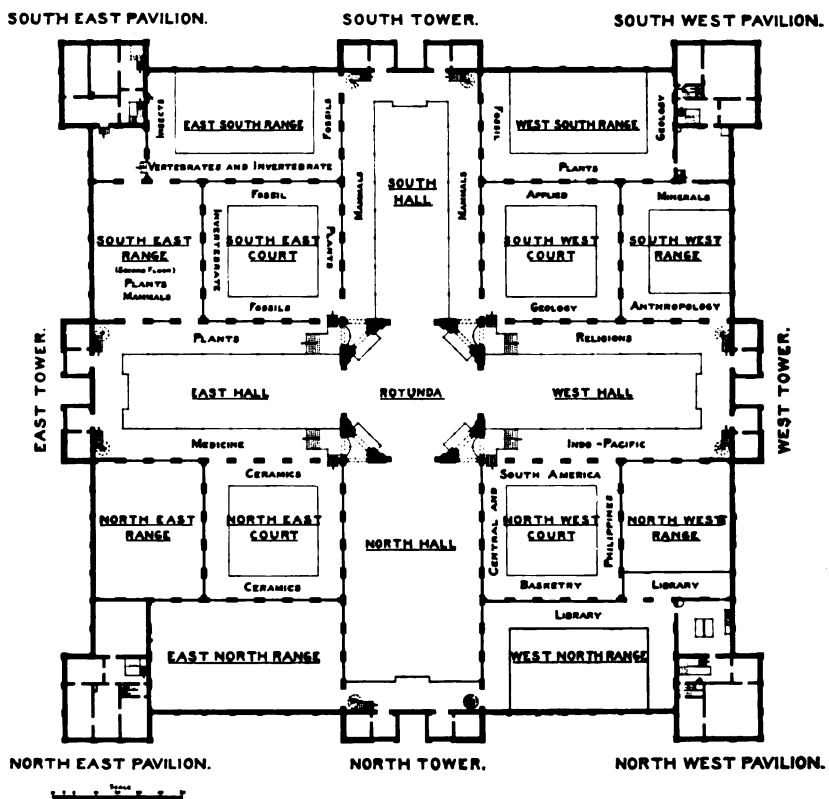 SOUTH EAST PAVILION.
SOUTH TOWER.
SOUTH WEST PAVILION.
INSECTS
EAST SOUTH RANGE
FOSSILS
VERTEBRATES AND INVERTEBRATE
FOSSIL
WEST SOUTH RANGE
GEOLOGY
PLANTS
MAMMALS
SOUTH
HALL
MAMMALS
SOUTH EAST
RANGE
(SECOND FLOOR)
PLANTS
MAMMALS
FOSSIL
INVERTEBRATE
SOUTH EAST
COURT
PLANTS
FOSSILS
APPLIED
SOUTH WEST
COURT
GEOLOGY
MINERALS
SOUTH WEST
RANGE
ANTHROPOLOGY
EAST TOWER.
PLANTS
EAST HALL
MEDICINE
ROTUNDA
RELIGIONS
WEST HALL
INDO-PACIFIC
WEST TOWER.
NORTH EAST
RANGE
CERAMICS
NORTH EAST
COURT
CERAMICS
NORTH HALL
SOUTH AMERICA
CENTRAL AND
NORTH WEST
COURT
PHILIPPINES
BASKETRY
NORTH WEST
RANGE
LIBRARY
EAST NORTH RANGE
LIBRARY
WEST NORTH RANGE
NORTH EAST PAVILION.
NORTH TOWER.
NORTH WEST PAVILION.
SCALE